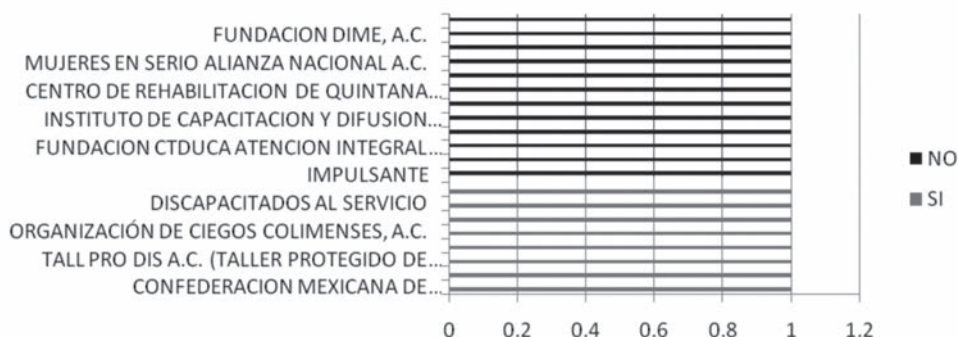 FUNDACION DIME, A.C.
MUJERES EN SERIO ALIANZA NACIONAL A.C.
CENTRO DE REHABILITACION DE QUINTANA...
INSTITUTO DE CAPACITACION Y DIFUSION...
FUNDACION CTDUCA ATENCION INTEGRAL...
IMPULSANTE
DISCAPACITADOS AL SERVICIO
ORGANIZACIÓN DE CIEGOS COLIMENSES, A.C.
TALL PRO DIS A.C. (TALLER PROTEGIDO DE...
CONFEDERACION MEXICANA DE...
NO
SI
0 0.2 0.4 0.6 0.8 1 1.2